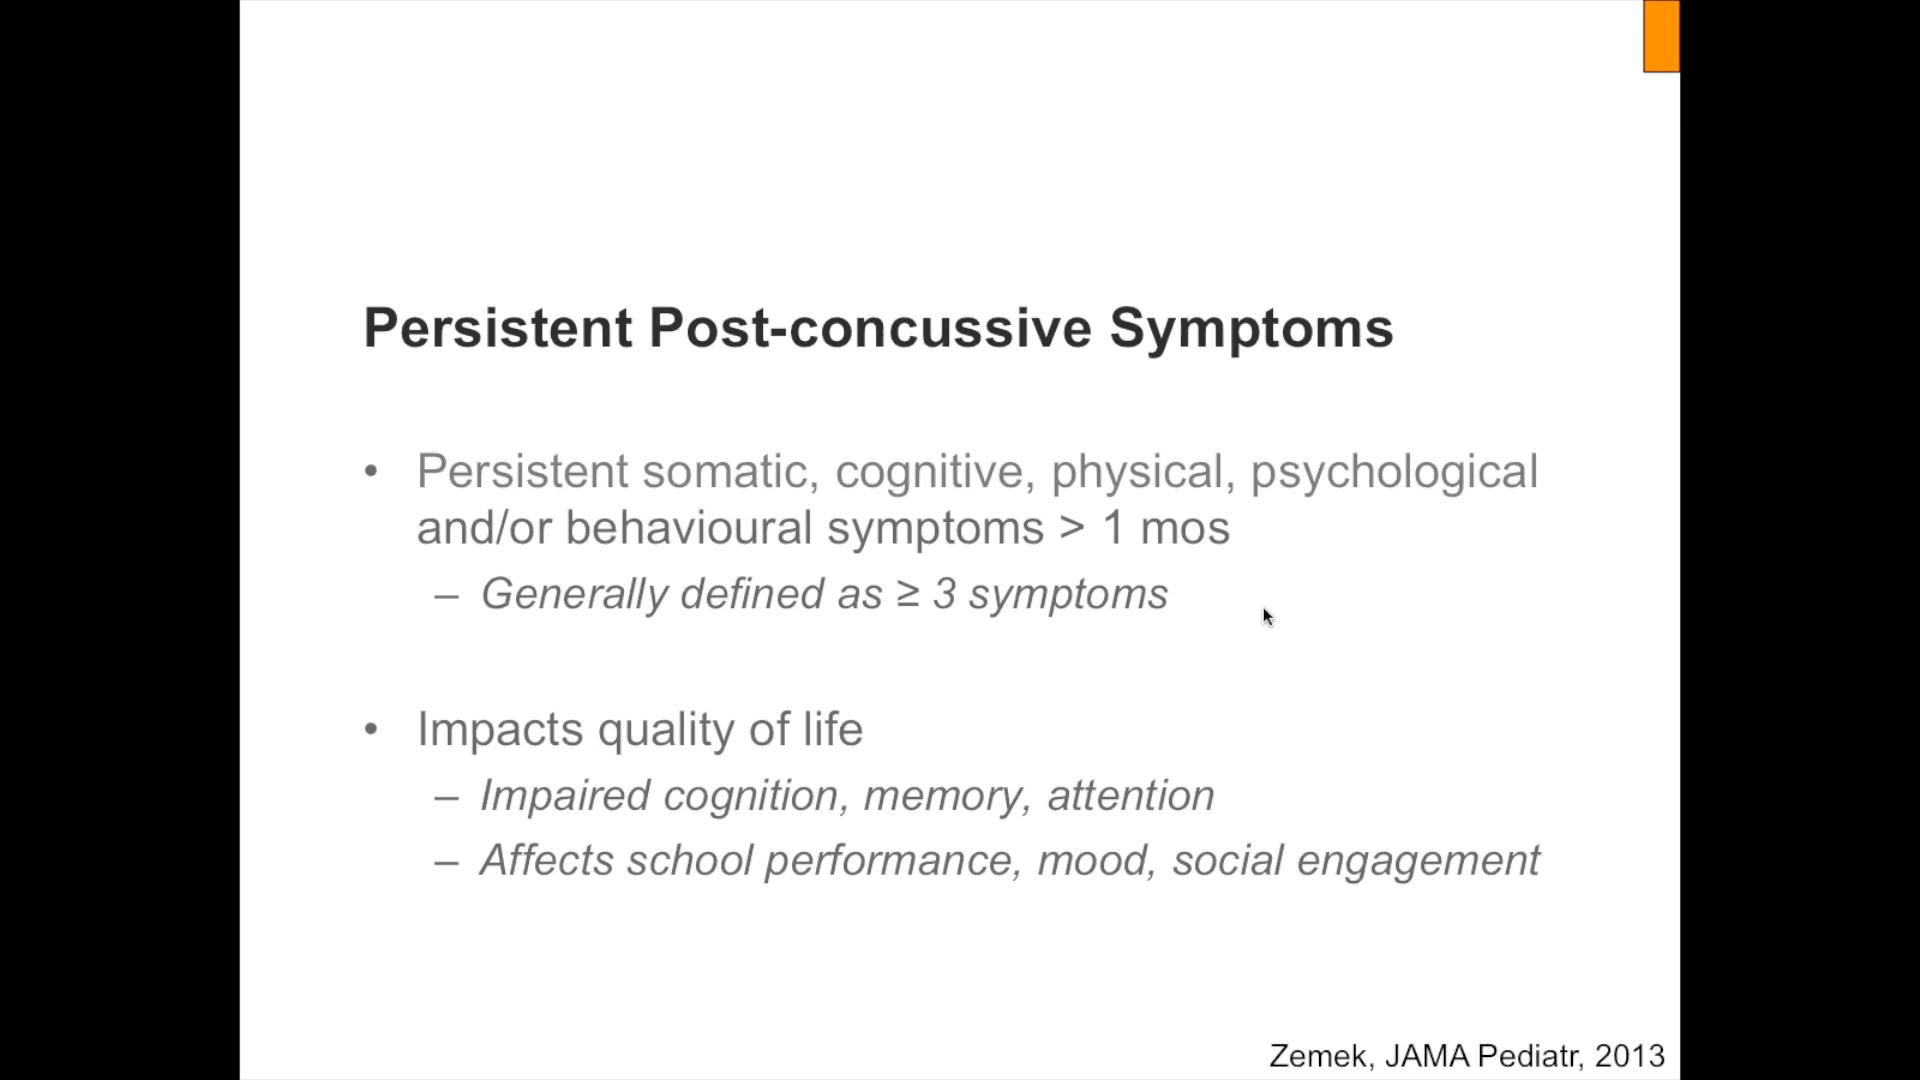 Persistent Post-concussive Symptoms
• Persistent somatic, cognitive, physical, psychological
and/or behavioural symptoms > 1 mos
– Generally defined as ≥ 3 symptoms
• Impacts quality of life
– Impaired cognition, memory, attention
– Affects school performance, mood, social engagement
Zemek, JAMA Pediatr, 2013